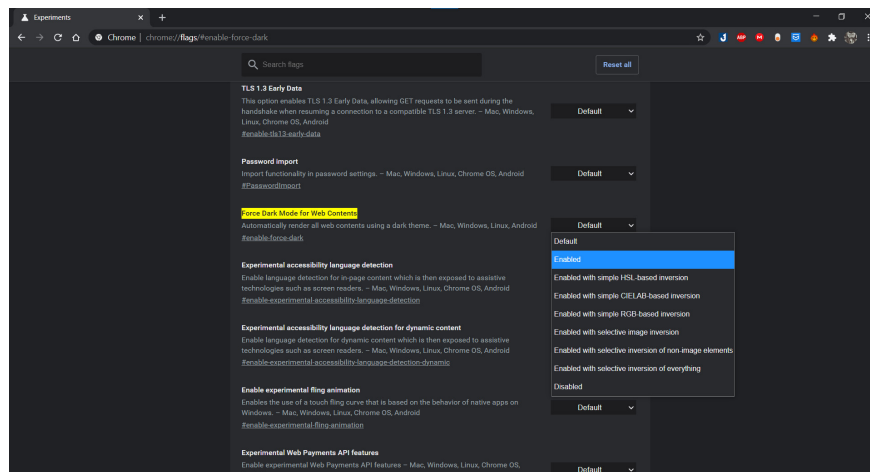 Experiments
Chrome | chrome://flags/#enable-force-dark
ABP
Search flags
Reset all
TLS 1.3 Early Data
This option enables TLS 1.3 Early Data, allowing GET requests to be sent during the
handshake when resuming a connection to a compatible TLS 1.3 server. – Mac, Windows,
Linux, Chrome OS, Android
#enable-tls13-early-data
Default
Password import
Import functionality in password settings. – Mac, Windows, Linux, Chrome OS, Android
#PasswordImport
Default
Force Dark Mode for Web Contents
Automatically render all web contents using a dark theme. – Mac, Windows, Linux, Android
#enable-force-dark
Default
Default
Enabled
Enabled with simple HSL-based inversion
Enabled with simple CIELAB-based inversion
Enabled with simple RGB-based inversion
Enabled with selective image inversion
Enabled with selective inversion of non-image elements
Enabled with selective inversion of everything
Disabled
Experimental accessibility language detection
Enable language detection for in-page content which is then exposed to assistive
technologies such as screen readers. – Mac, Windows, Linux, Chrome OS, Android
#enable-experimental-accessibility-language-detection
Experimental accessibility language detection for dynamic content
Enable language detection for dynamic content which is then exposed to assistive
technologies such as screen readers. – Mac, Windows, Linux, Chrome OS, Android
#enable-experimental-accessibility-language-detection-dynamic
Enable experimental fling animation
Enables the use of a touch fling curve that is based on the behavior of native apps on
Windows. – Mac, Windows, Linux, Chrome OS, Android
#enable-experimental-fling-animation
Default
Experimental Web Payments API features
Enable experimental Web Payments API features – Mac, Windows, Linux, Chrome OS,
Default